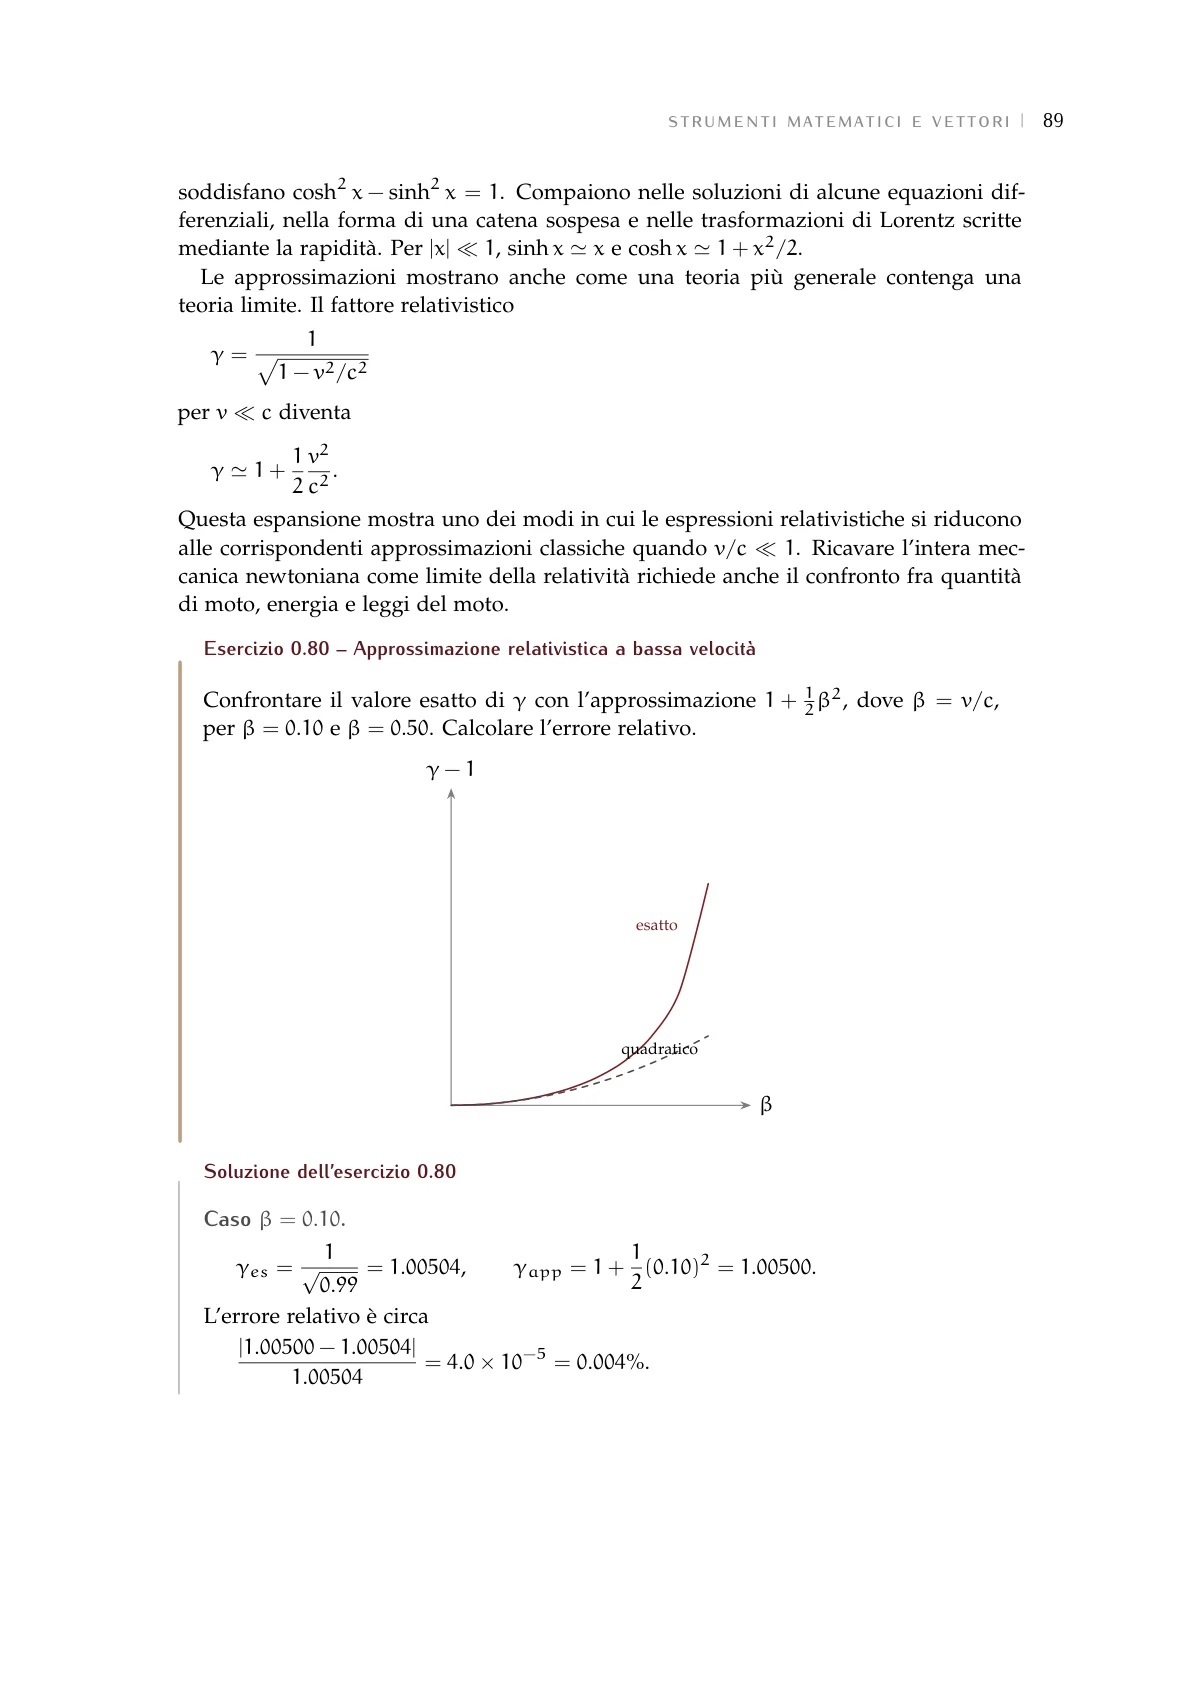 STRUMENTI MATEMATICI E VETTORI | 89
soddisfano cosh² x − sinh² x = 1. Compaiono nelle soluzioni di alcune equazioni dif-
ferenziali, nella forma di una catena sospesa e nelle trasformazioni di Lorentz scritte
mediante la rapidità. Per |x| ≪ 1, sinh x ≃ x e cosh x ≃ 1 + x²/2.
Le approssimazioni mostrano anche come una teoria più generale contenga una
teoria limite. Il fattore relativistico
γ = 1 / √(1 − v²/c²)
per v ≪ c diventa
γ ≃ 1 + 1/2 v²/c².
Questa espansione mostra uno dei modi in cui le espressioni relativistiche si riducono
alle corrispondenti approssimazioni classiche quando v/c ≪ 1. Ricavare l'intera mec-
canica newtoniana come limite della relatività richiede anche il confronto fra quantità
di moto, energia e leggi del moto.
Esercizio 0.80 – Approssimazione relativistica a bassa velocità
Confrontare il valore esatto di γ con l'approssimazione 1 + ½β², dove β = v/c,
per β = 0.10 e β = 0.50. Calcolare l'errore relativo.
γ − 1
esatto
quadratico
β
Soluzione dell'esercizio 0.80
Caso β = 0.10.
γes = 1/√0.99 = 1.00504, γapp = 1 + 1/2 (0.10)² = 1.00500.
L'errore relativo è circa
|1.00500 − 1.00504| / 1.00504 = 4.0 × 10⁻⁵ = 0.004%.